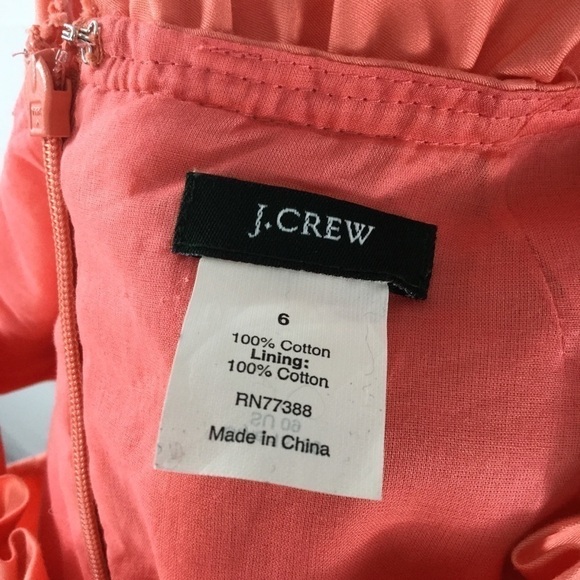 J.CREW
6
100% Cotton
Lining:
100% Cotton
RN77388
Made in China